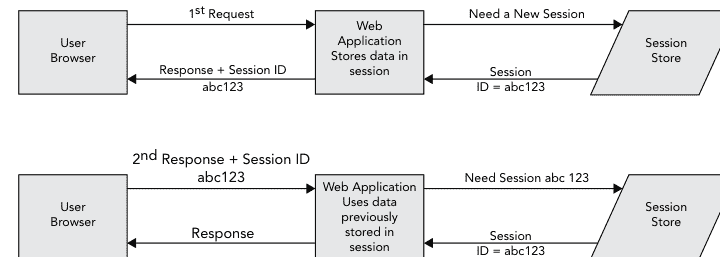 1st Request
Need a New Session
User
Browser
Web
Application
Stores data in
session
Session
Store
Response + Session ID
abc123
Session
ID = abc123
2nd Response + Session ID
abc123
Need Session abc 123
User
Browser
Web Application
Uses data
previously
stored in
session
Session
Store
Response
Session
ID = abc123